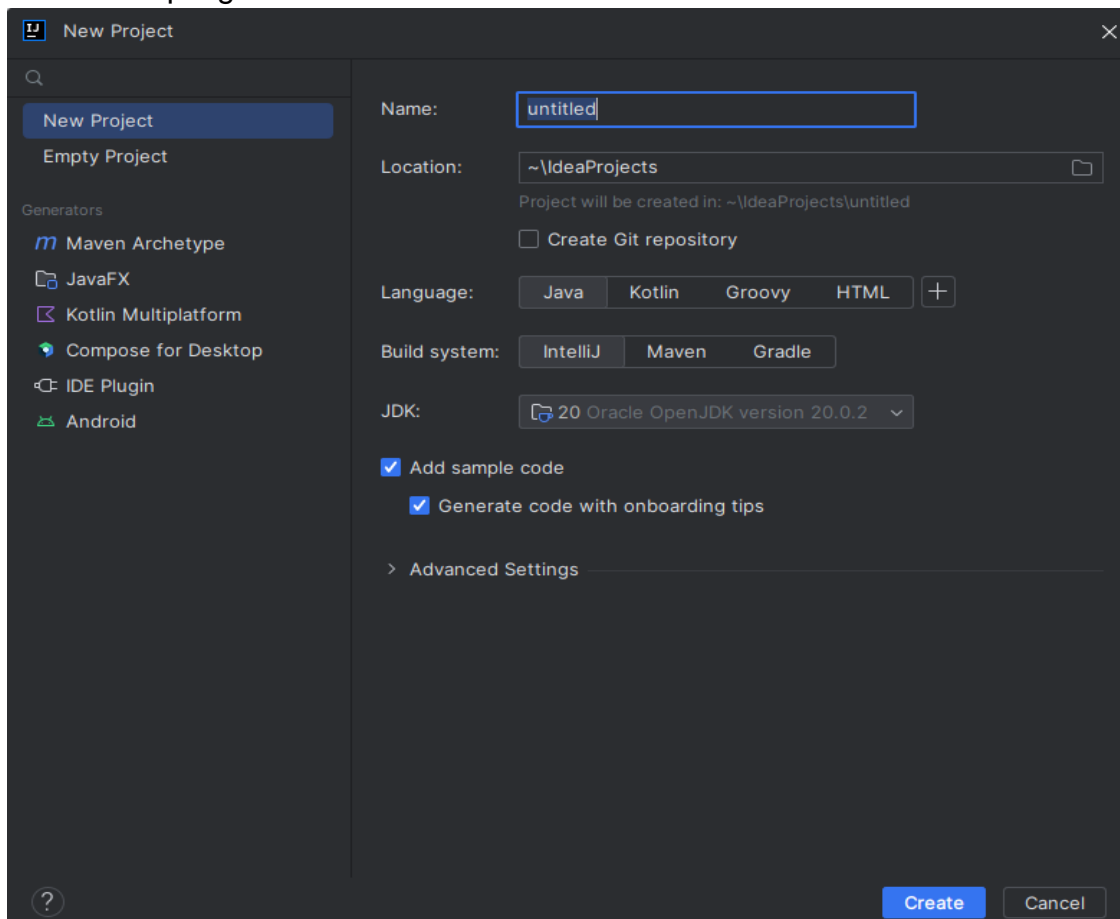 New Project
New Project
Empty Project
Generators
Maven Archetype
JavaFX
Kotlin Multiplatform
Compose for Desktop
IDE Plugin
Android
Name: untitled
Location: ~\IdeaProjects
Project will be created in: ~\IdeaProjects\untitled
Create Git repository
Language: Java Kotlin Groovy HTML
Build system: IntelliJ Maven Gradle
JDK: 20 Oracle OpenJDK version 20.0.2
Add sample code
Generate code with onboarding tips
Advanced Settings
? Create Cancel